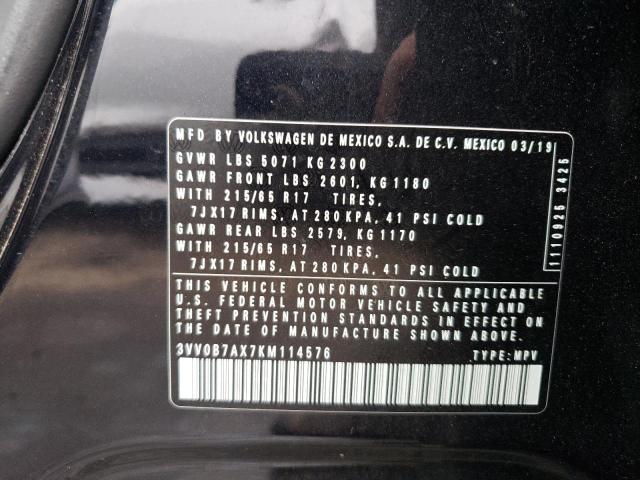 MFD BY VOLKSWAGEN DE MEXICO S.A. DE C.V. MEXICO 03/19
GVWR LBS 5071 KG 2300
GAWR FRONT LBS 2601, KG 1180
WITH 215/65 R17 TIRES,
7JX17 RIMS, AT 280 KPA, 41 PSI COLD
GAWR REAR LBS 2579, KG 1170
WITH 215/65 R17 TIRES,
7JX17 RIMS, AT 280 KPA, 41 PSI COLD
THIS VEHICLE CONFORMS TO ALL APPLICABLE
U.S. FEDERAL MOTOR VEHICLE SAFETY AND
THEFT PREVENTION STANDARD IN EFFECT ON
THE DATE OF MANUFACTURE SHOWN ABOVE.
3VV0B7AX7KM114576 TYPE: MPV
1110925 3425